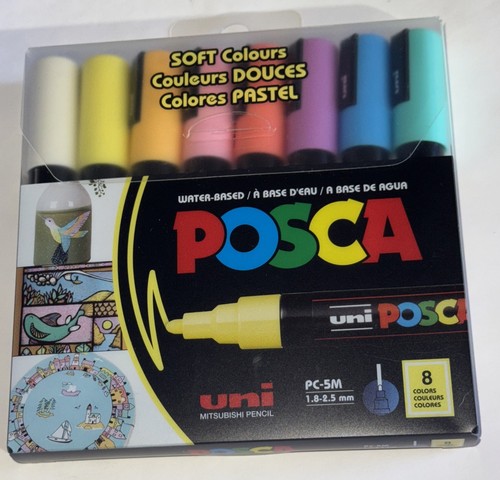 SOFT Colours
Couleurs DOUCES
Colores PASTEL
WATER-BASED / À BASE D'EAU / A BASE DE AGUA
POSCA
uni POSCA
uni
MITSUBISHI PENCIL
PC-5M
1.8-2.5 mm
8
COLORS
COULEURS
COLORES